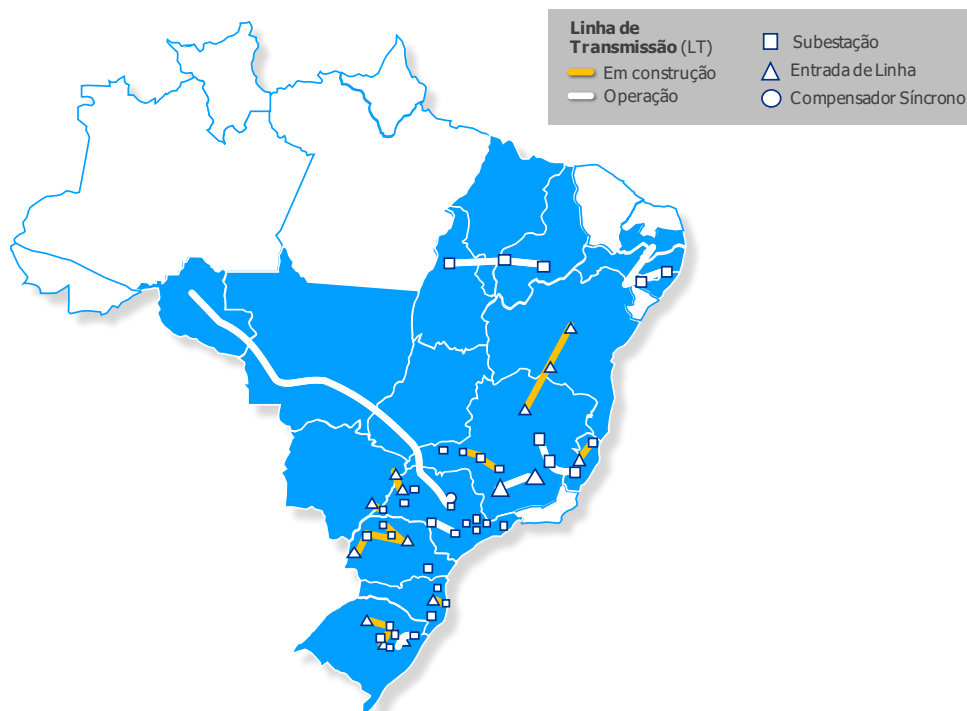 Linha de
Transmissão (LT)
Em construção
Operação
Subestação
Entrada de Linha
Compensador Síncrono